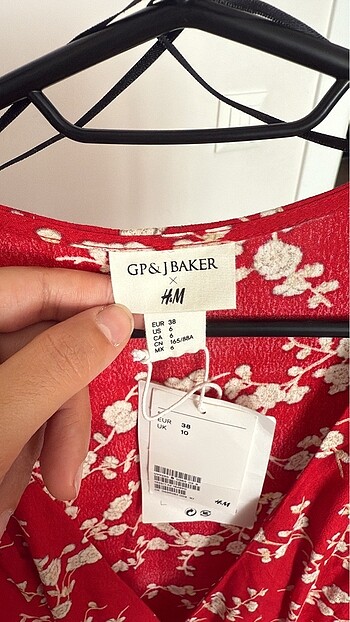 GP & J BAKER
×
H&M
EUR 38
US 6
CA 6
CN 165/88A
MX 6
EUR 38
UK 10
H&M